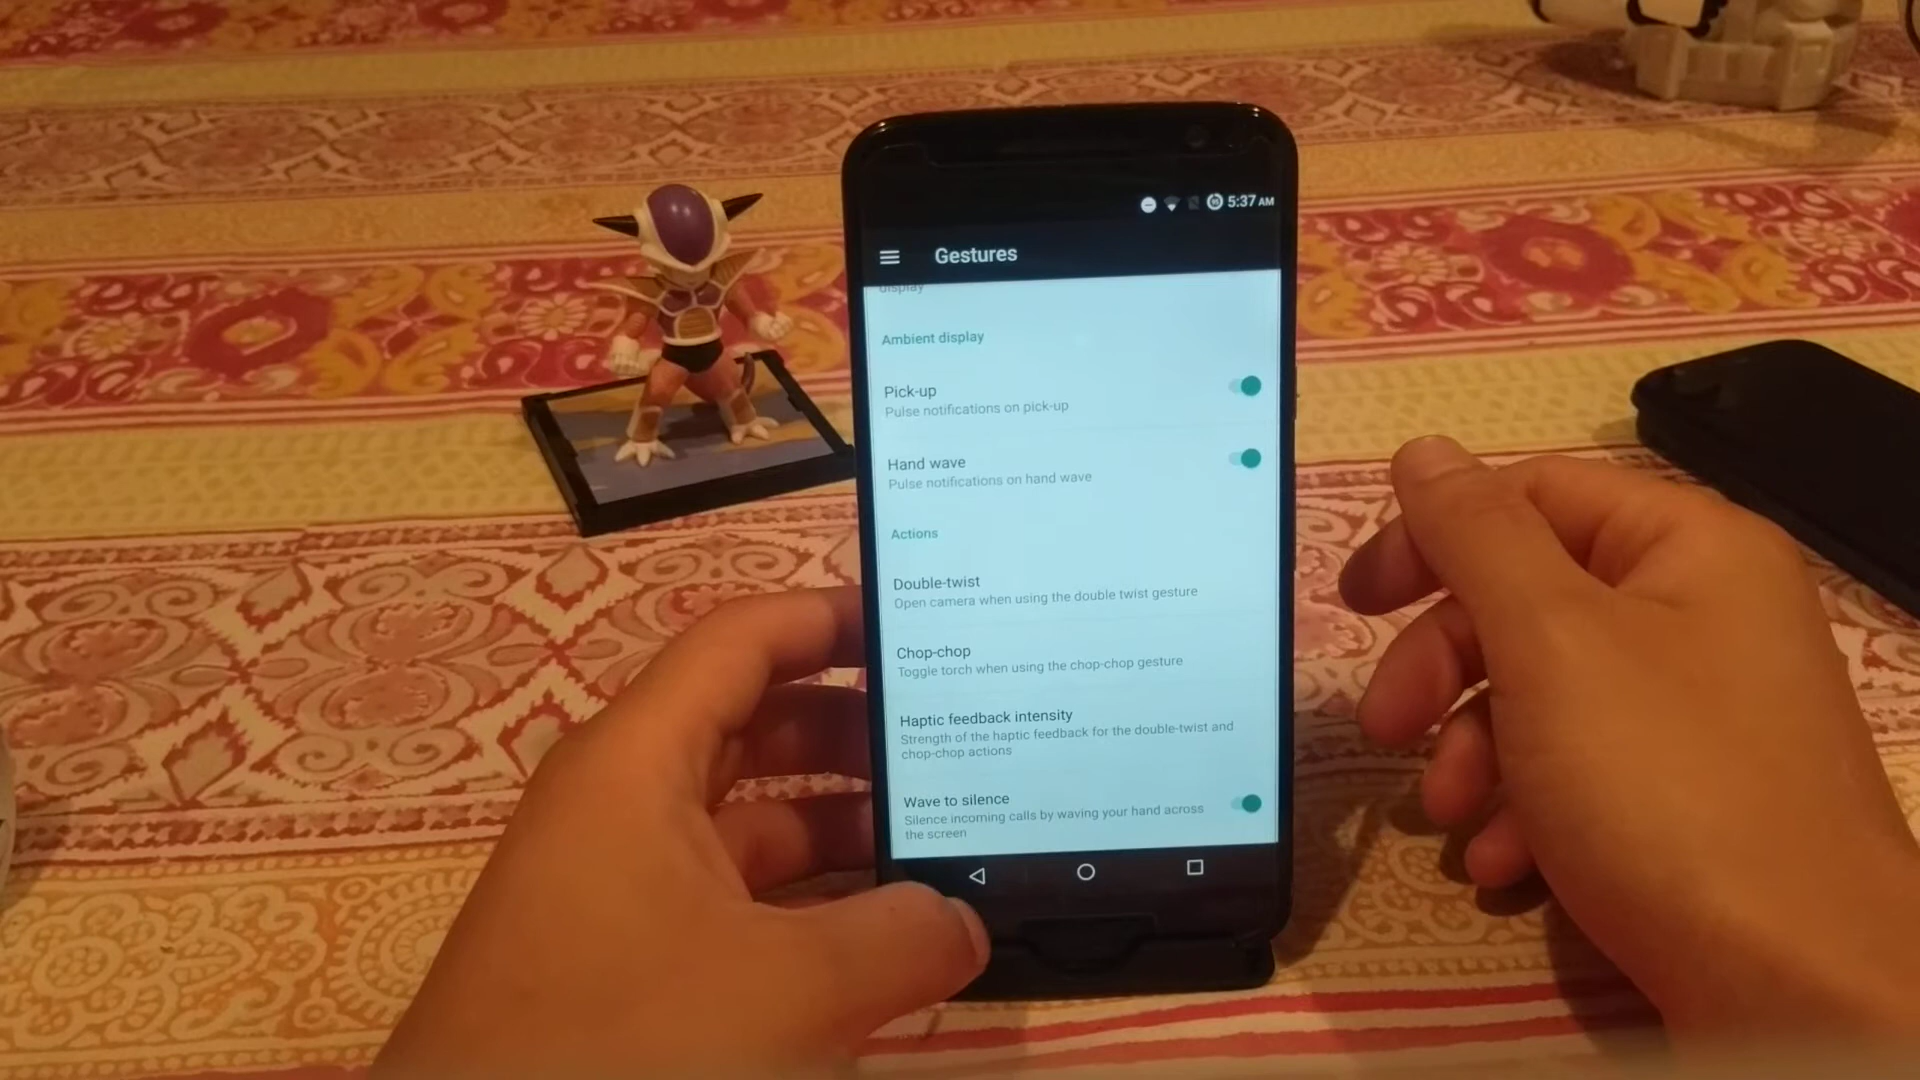 5:37 AM
Gestures
display
Ambient display
Pick-up
Pulse notifications on pick-up
Hand wave
Pulse notifications on hand wave
Actions
Double-twist
Open camera when using the double twist gesture
Chop-chop
Toggle torch when using the chop-chop gesture
Haptic feedback intensity
Strength of the haptic feedback for the double-twist and
chop-chop actions
Wave to silence
Silence incoming calls by waving your hand across
the screen